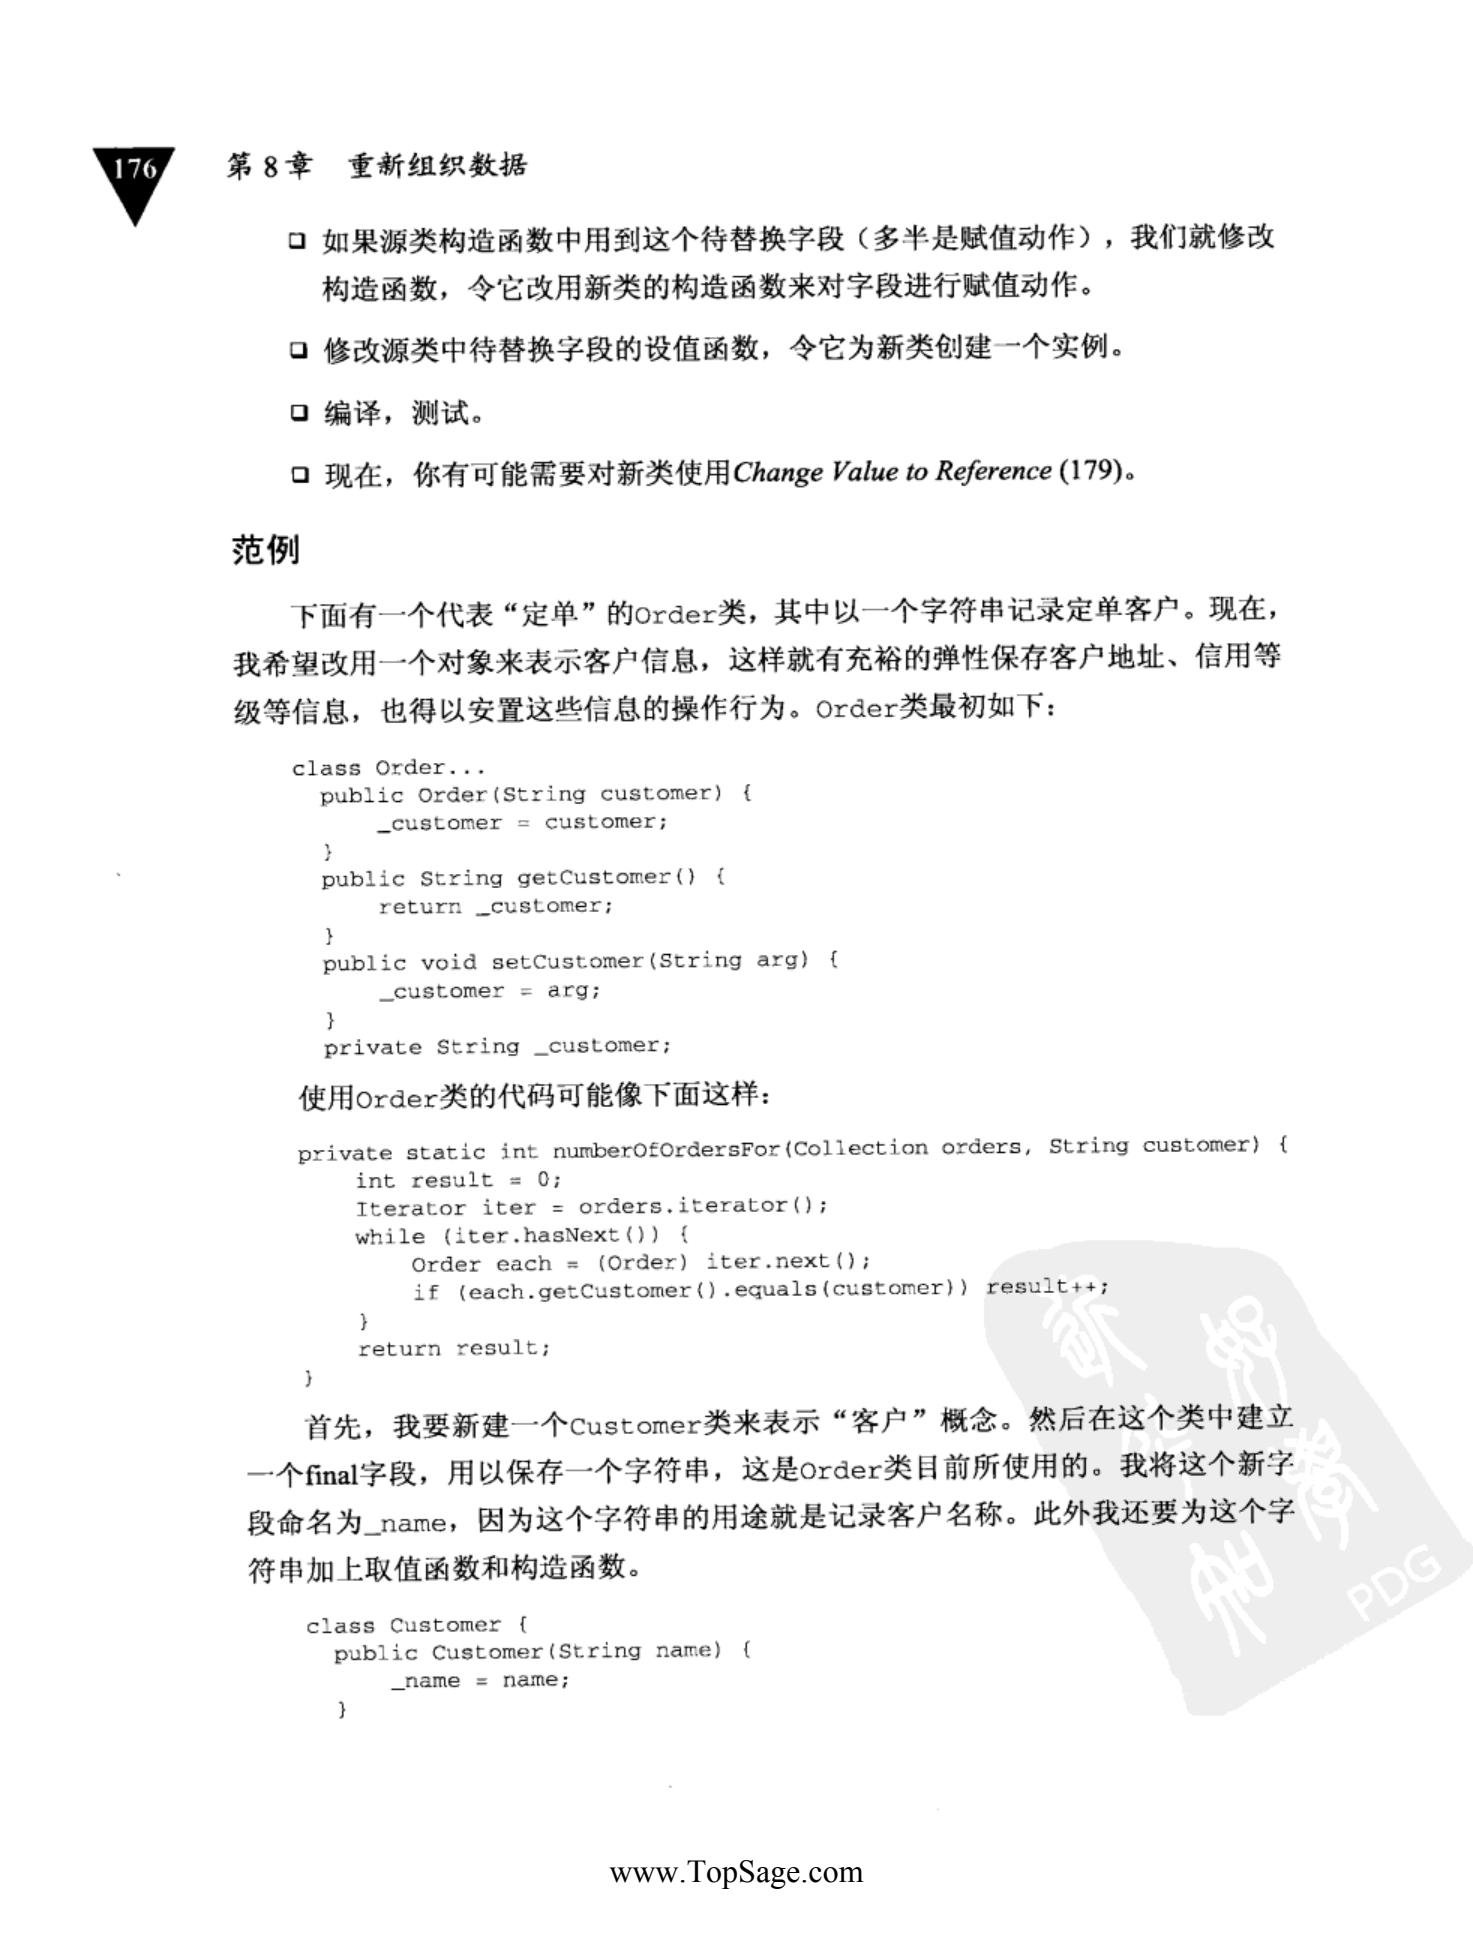 176
第 8 章 重新组织数据
❑ 如果源类构造函数中用到这个待替换字段（多半是赋值动作），我们就修改
构造函数，令它改用新类的构造函数来对字段进行赋值动作。
❑ 修改源类中待替换字段的设值函数，令它为新类创建一个实例。
❑ 编译，测试。
❑ 现在，你有可能需要对新类使用Change Value to Reference (179)。
范例
下面有一个代表“定单”的Order类，其中以一个字符串记录定单客户。现在，
我希望改用一个对象来表示客户信息，这样就有充裕的弹性保存客户地址、信用等
级等信息，也得以安置这些信息的操作行为。Order类最初如下：
class Order...
public Order(String customer) {
_customer = customer;
}
public String getCustomer() {
return _customer;
}
public void setCustomer(String arg) {
_customer = arg;
}
private String _customer;
使用Order类的代码可能像下面这样：
private static int numberOfOrdersFor(Collection orders, String customer) {
int result = 0;
Iterator iter = orders.iterator();
while (iter.hasNext()) {
Order each = (Order) iter.next();
if (each.getCustomer().equals(customer)) result++;
}
return result;
}
首先，我要新建一个Customer类来表示“客户”概念。然后在这个类中建立
一个final字段，用以保存一个字符串，这是Order类目前所使用的。我将这个新字
段命名为_name，因为这个字符串的用途就是记录客户名称。此外我还要为这个字
符串加上取值函数和构造函数。
class Customer {
public Customer(String name) {
_name = name;
}
PDG
www.TopSage.com